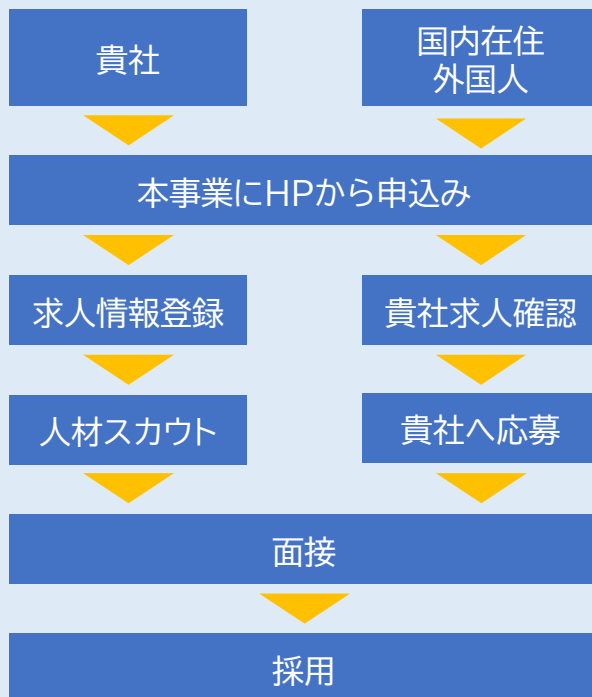 貴社
国内在住
外国人
本事業にHPから申込み
求人情報登録
貴社求人確認
人材スカウト
貴社へ応募
面接
採用